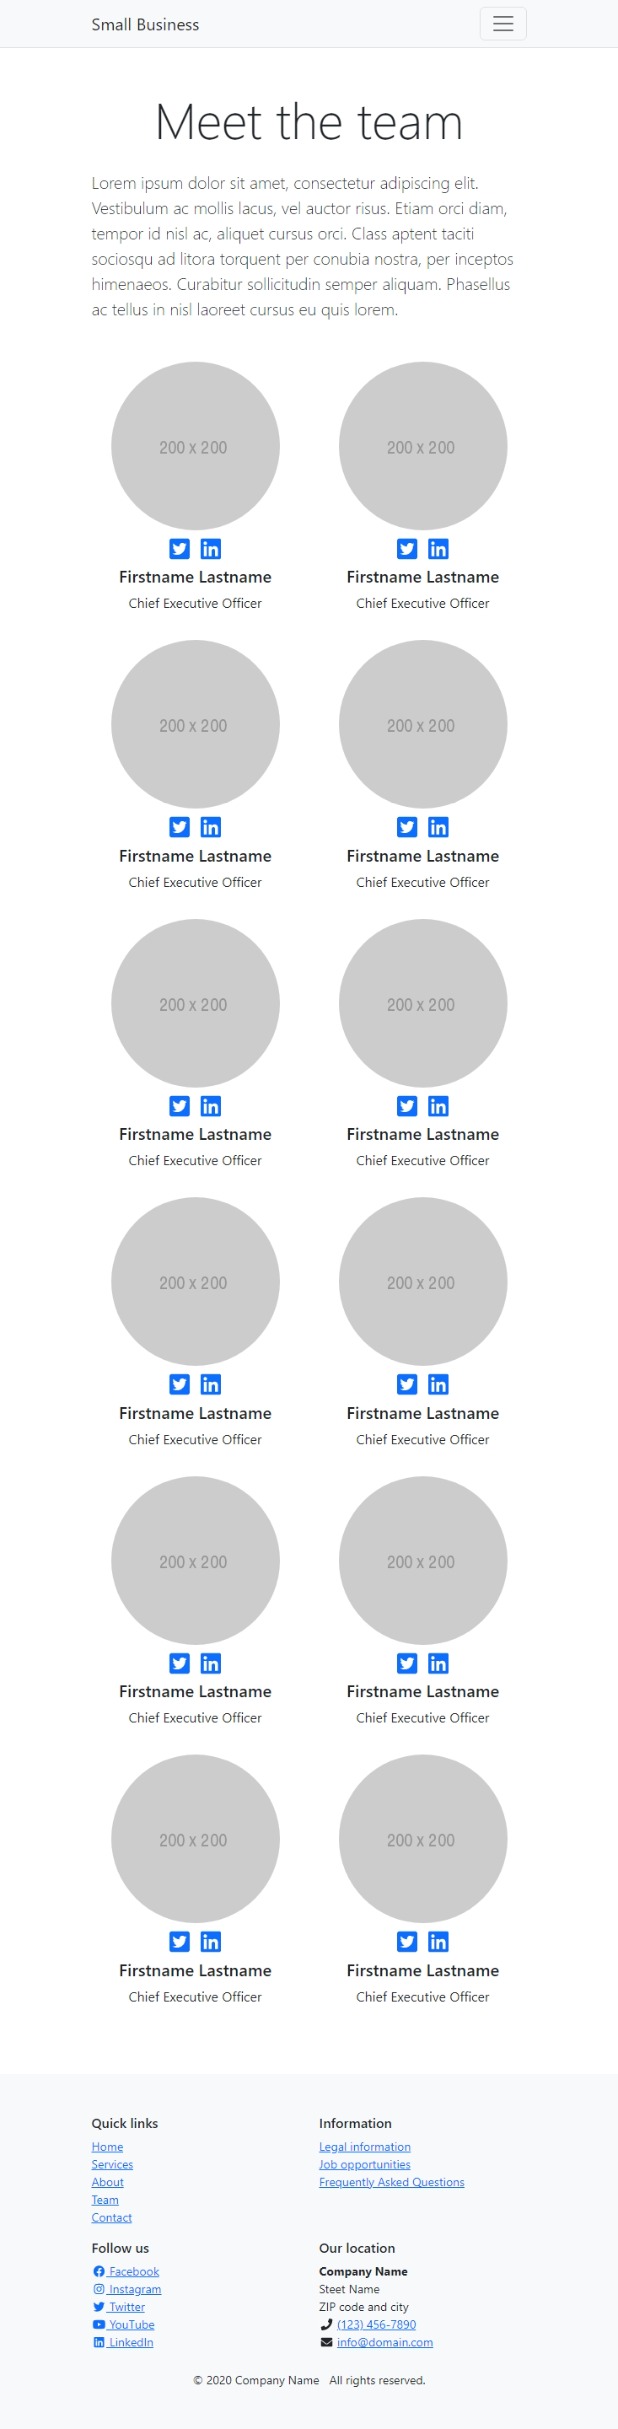 Small Business
Meet the team
Lorem ipsum dolor sit amet, consectetur adipiscing elit.
Vestibulum ac mollis lacus, vel auctor risus. Etiam orci diam,
tempor id nisl ac, aliquet cursus orci. Class aptent taciti
sociosqu ad litora torquent per conubia nostra, per inceptos
himenaeos. Curabitur sollicitudin semper aliquam. Phasellus
ac tellus in nisl laoreet cursus eu quis lorem.
200 x 200 200 x 200
Firstname Lastname Firstname Lastname
Chief Executive Officer Chief Executive Officer
200 x 200 200 x 200
Firstname Lastname Firstname Lastname
Chief Executive Officer Chief Executive Officer
200 x 200 200 x 200
Firstname Lastname Firstname Lastname
Chief Executive Officer Chief Executive Officer
200 x 200 200 x 200
Firstname Lastname Firstname Lastname
Chief Executive Officer Chief Executive Officer
200 x 200 200 x 200
Firstname Lastname Firstname Lastname
Chief Executive Officer Chief Executive Officer
200 x 200 200 x 200
Firstname Lastname Firstname Lastname
Chief Executive Officer Chief Executive Officer
Quick links
Home
Services
About
Team
Contact
Information
Legal information
Job opportunities
Frequently Asked Questions
Follow us
Facebook
Instagram
Twitter
YouTube
LinkedIn
Our location
Company Name
Steet Name
ZIP code and city
(123) 456-7890
info@domain.com
© 2020 Company Name All rights reserved.